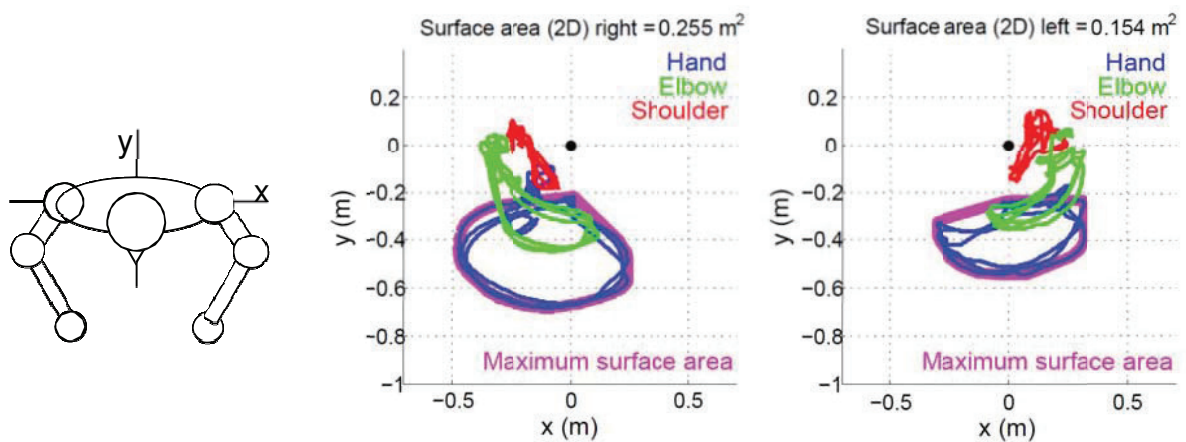 y
x
Surface area (2D) right =0.255 m²
Hand
Elbow
Shoulder
0.2
0
−0.2
−0.4
−0.6
−0.8
−1
y (m)
Maximum surface area
−0.5
0
0.5
x (m)
Surface area (2D) left =0.154 m²
Hand
Elbow
Shoulder
0.2
0
−0.2
−0.4
−0.6
−0.8
−1
y (m)
Maximum surface area
−0.5
0
0.5
x (m)